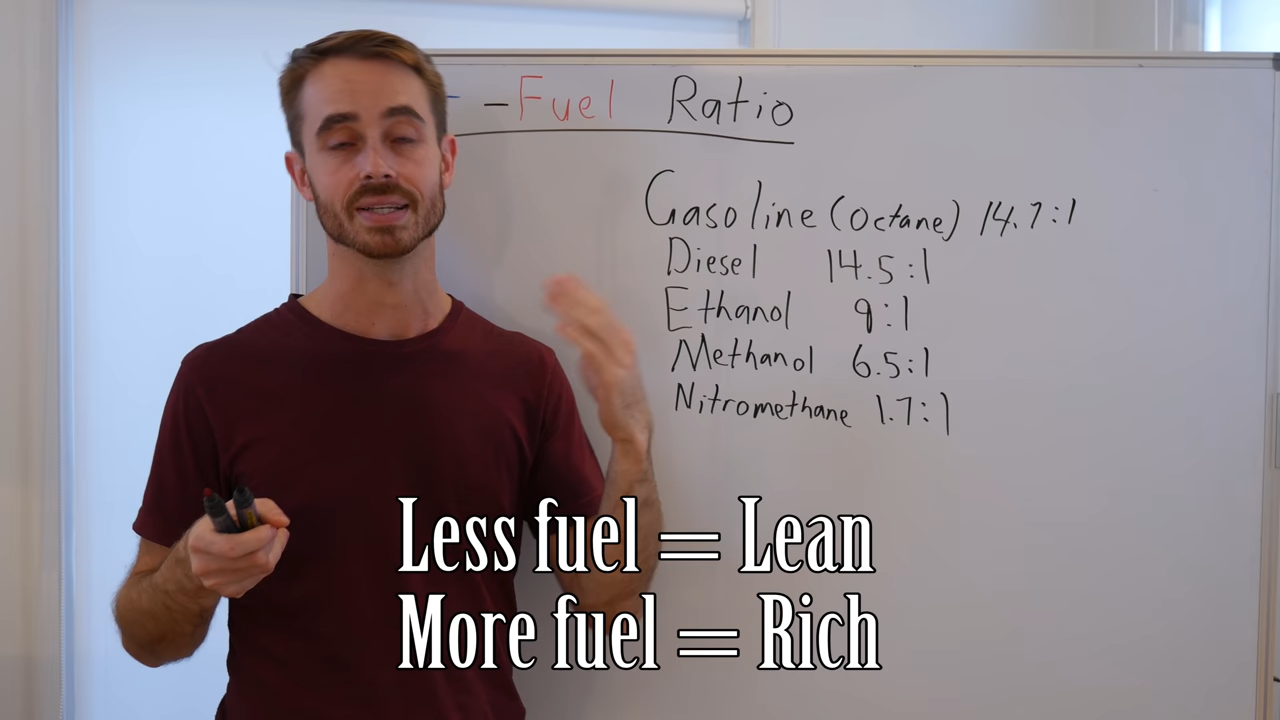 -Fuel Ratio
Gasoline (Octane) 14.7:1
Diesel 14.5:1
Ethanol 9:1
Methanol 6.5:1
Nitromethane 1.7:1
Less fuel = Lean
More fuel = Rich